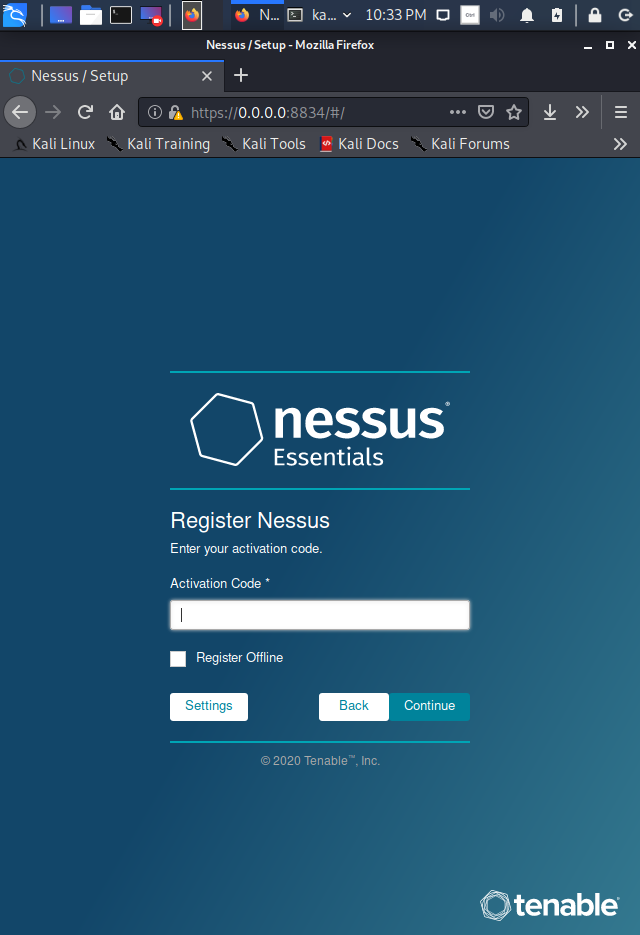 N... ka... 10:33 PM
Nessus / Setup - Mozilla Firefox
Nessus / Setup
https://0.0.0.0:8834/#/
Kali Linux Kali Training Kali Tools Kali Docs Kali Forums
nessus®
Essentials
Register Nessus
Enter your activation code.
Activation Code *
Register Offline
Settings Back Continue
© 2020 Tenable™, Inc.
tenable®